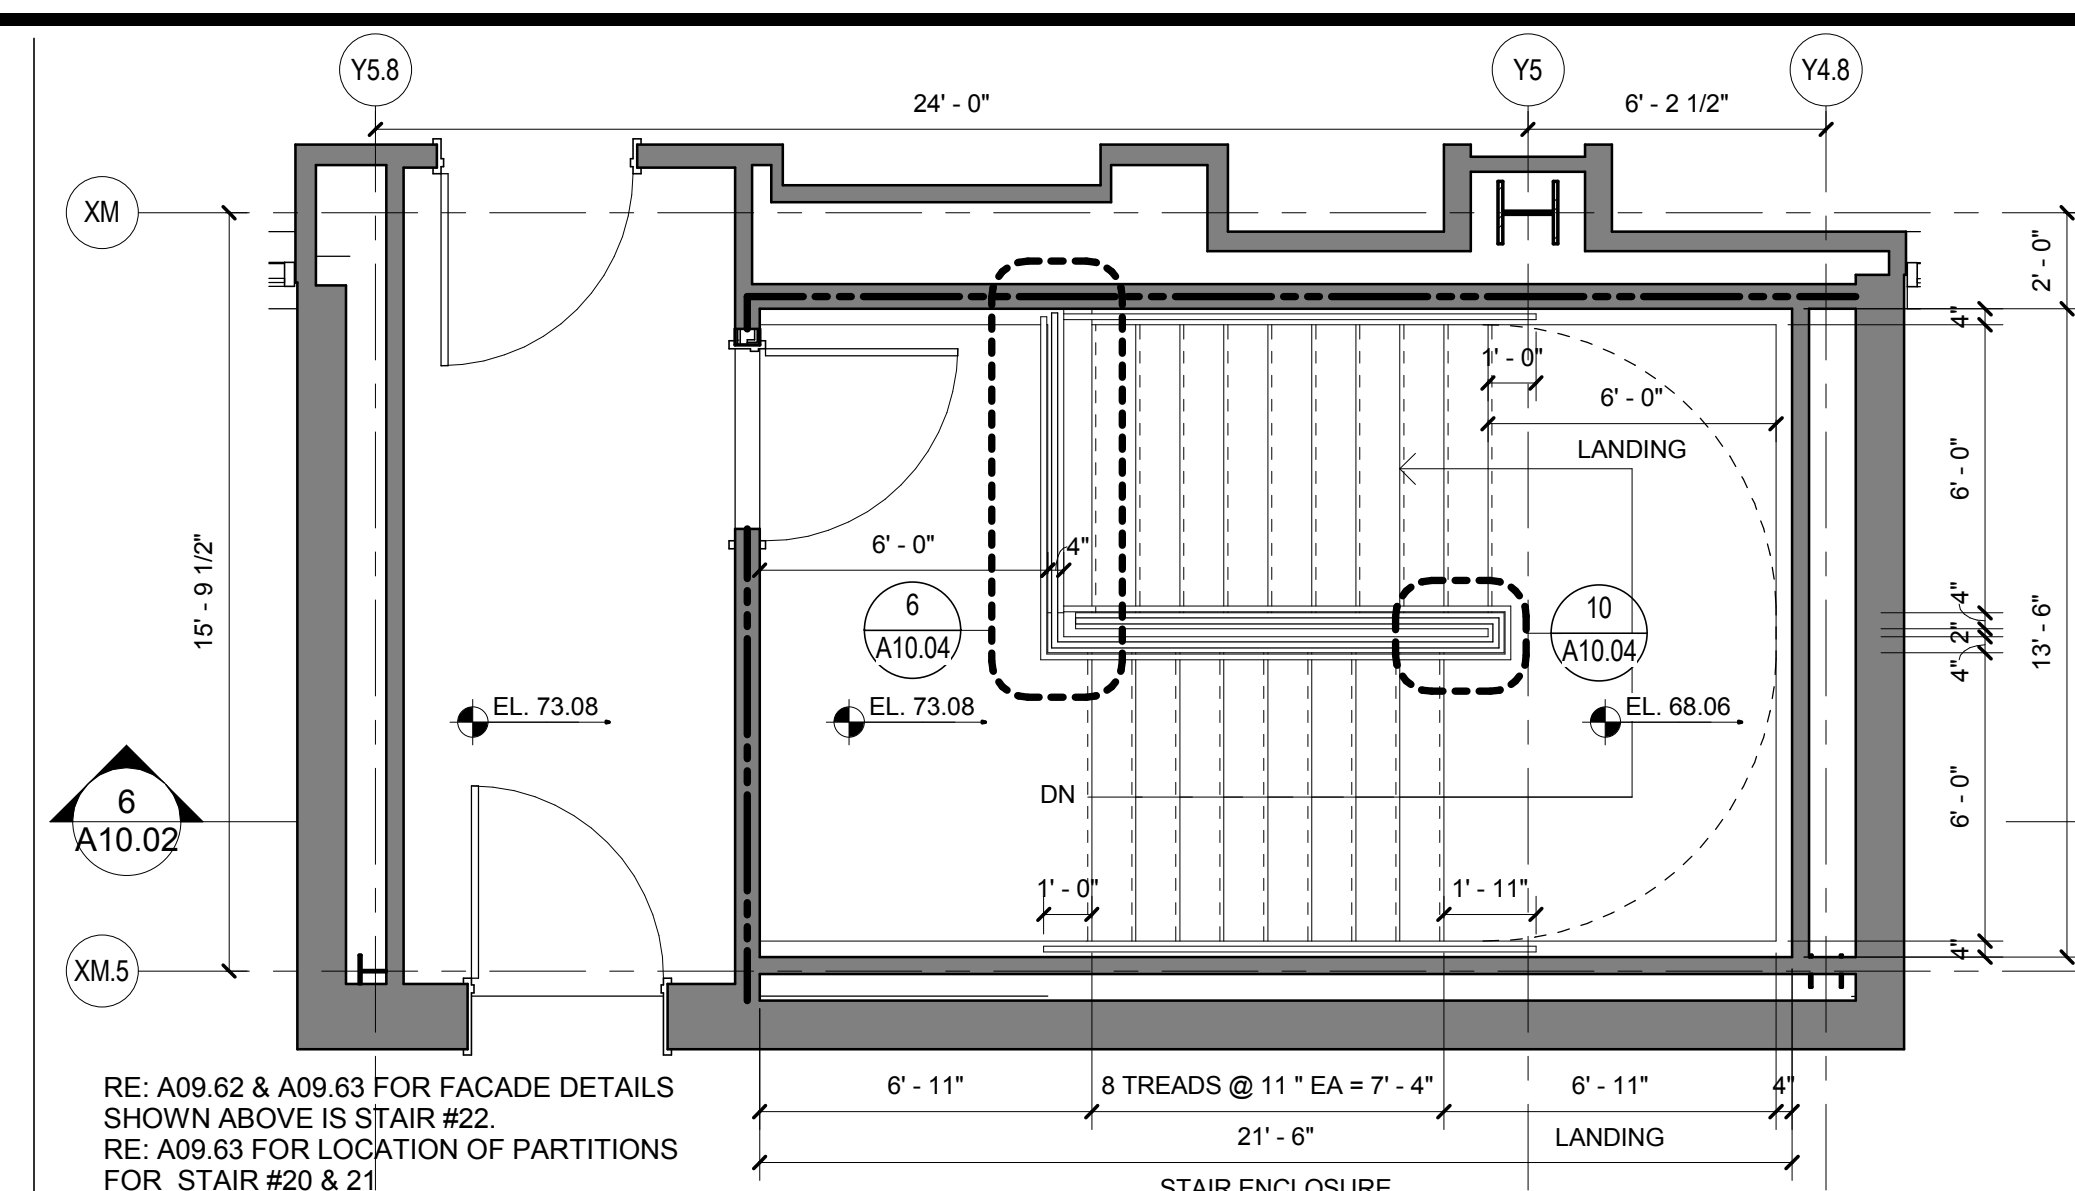 Y5.8
Y5
Y4.8
24' - 0"
6' - 2 1/2"
XM
2' - 0"
4"
1' - 0"
6' - 0"
LANDING
6' - 0"
15' - 9 1/2"
6' - 0"
4"
6
A10.04
10
A10.04
4"
2"
4"
13' - 6"
EL. 73.08
EL. 73.08
EL. 68.06
6
A10.02
DN
6' - 0"
1' - 0"
1' - 11"
4"
XM.5
RE: A09.62 & A09.63 FOR FACADE DETAILS
SHOWN ABOVE IS STAIR #22.
RE: A09.63 FOR LOCATION OF PARTITIONS
FOR STAIR #20 & 21
6' - 11"
8 TREADS @ 11 " EA = 7' - 4"
6' - 11"
4"
21' - 6"
LANDING
STAIR ENCLOSURE